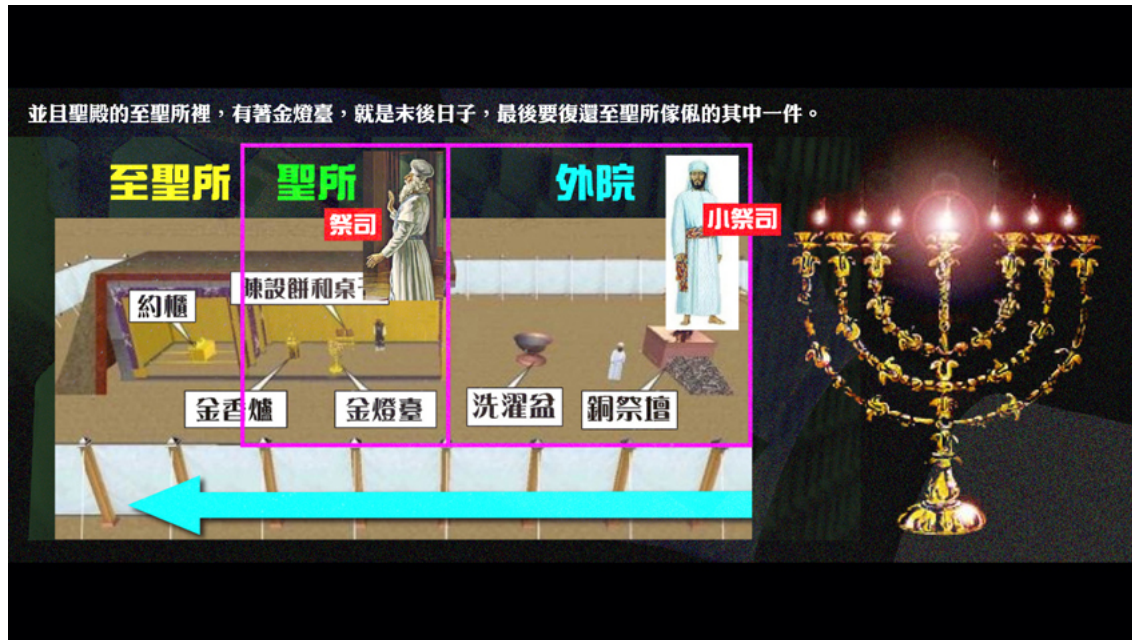 並且聖殿的至聖所裡，有著金燈臺，就是末後日子，最後要復還至聖所傢俬的其中一件。
至聖所
聖所
外院
祭司
小祭司
約櫃
陳設餅和桌子
金香爐
金燈臺
洗濯盆
銅祭壇